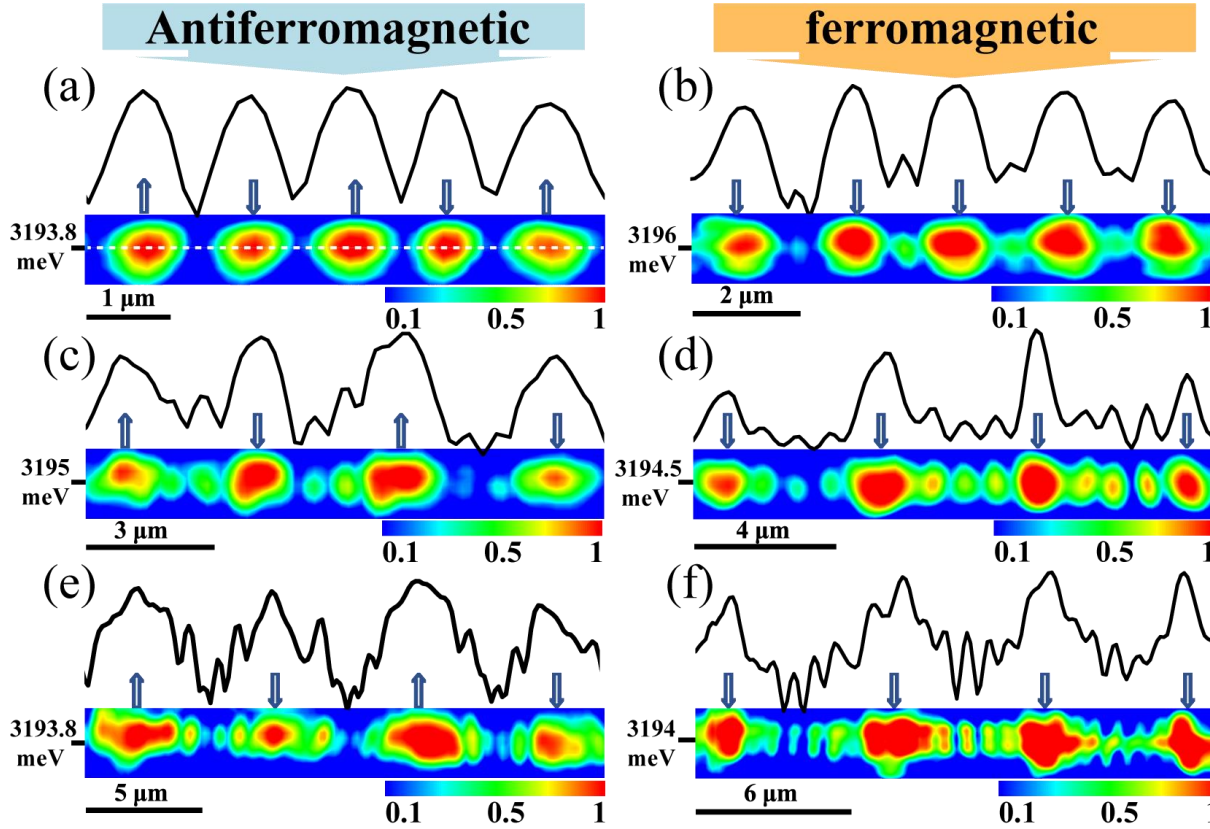 Antiferromagnetic
ferromagnetic
(a)
(b)
3193.8
meV
3196
meV
1 μm
0.1 0.5 1
2 μm
0.1 0.5 1
(c)
(d)
3195
meV
3194.5
meV
3 μm
0.1 0.5 1
4 μm
0.1 0.5 1
(e)
(f)
3193.8
meV
3194
meV
5 μm
0.1 0.5 1
6 μm
0.1 0.5 1